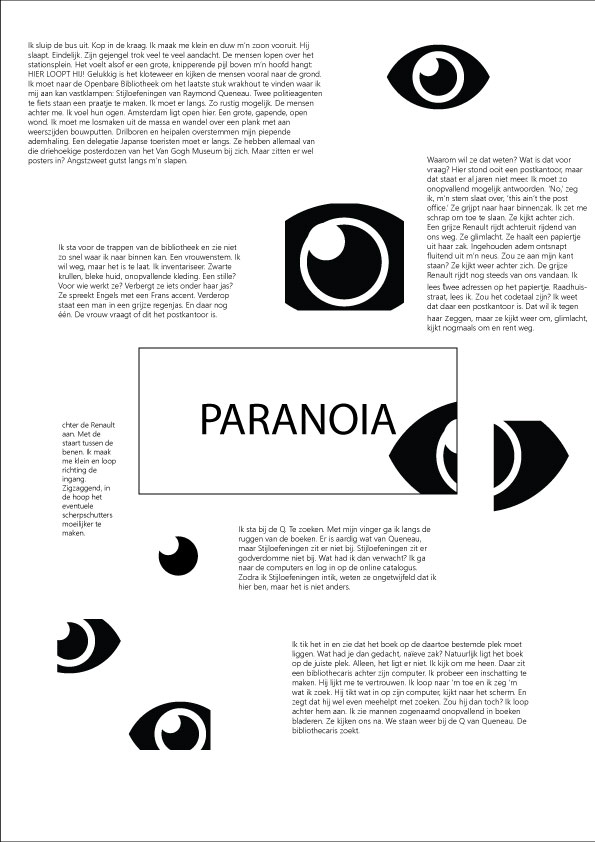 Ik sluip de bus uit. Kop in de kraag. Ik maak me klein en duw m'n zoon vooruit. Hij
slaapt. Eindelijk. Zijn gejengel trok veel te veel aandacht. De mensen lopen over het
stationsplein. Het voelt alsof er een grote, knipperende pijl boven m'n hoofd hangt:
HIER LOOPT HIJ! Gelukkig is het kloteweer en kijken de mensen vooral naar de grond.
Ik moet naar de Openbare Bibliotheek om het laatste stuk wrakhout te vinden waar ik
mij aan kan vastklampen: Stijloefeningen van Raymond Queneau. Twee politieagenten
te fiets staan een praatje te maken. Ik moet er langs. Zo rustig mogelijk. De mensen
achter me. Ik voel hun ogen. Amsterdam ligt open hier. Een grote, gapende, open
wond. Ik moet me losmaken uit de massa en wandel over een plank met aan
weerszijden bouwputten. Drilboren en heipalen overstemmen mijn piepende
ademhaling. Een delegatie Japanse toeristen moet er langs. Ze hebben allemaal van
die driehoekige posterdozen van het Van Gogh Museum bij zich. Maar zitten er wel
posters in? Angstzweet gutst langs m'n slapen.
Waarom wil ze dat weten? Wat is dat voor
vraag? Hier stond ooit een postkantoor, maar
dat staat er al jaren niet meer. Ik moet zo
onopvallend mogelijk antwoorden. 'No,' zeg
ik, m'n stem slaat over, 'this ain't the post
office.' Ze grijpt naar haar binnenzak. Ik zet me
schrap om toe te slaan. Ze kijkt achter zich.
Een grijze Renault rijdt achteruit rijdend van
ons weg. Ze glimlacht. Ze haalt een papiertje
uit haar zak. Ingehouden adem ontsnapt
fluitend uit m'n neus. Zou ze aan mijn kant
staan? Ze kijkt weer achter zich. De grijze
Renault rijdt nog steeds van ons vandaan. Ik
lees twee adressen op het papiertje. Raadhuis-
straat, lees ik. Zou het codetaal zijn? Ik weet
dat daar een postkantoor is. Dat wil ik tegen
haar zeggen, maar ze kijkt weer om, glimlacht,
kijkt nogmaals om en rent weg.
Ik sta voor de trappen van de bibliotheek en zie niet
zo snel waar ik naar binnen kan. Een vrouwenstem. Ik
wil weg, maar het is te laat. Ik inventariseer. Zwarte
krullen, bleke huid, onopvallende kleding. Een stille?
Voor wie werkt ze? Verbergt ze iets onder haar jas?
Ze spreekt Engels met een Frans accent. Verderop
staat een man in een grijze regenjas. En daar nog
één. De vrouw vraagt of dit het postkantoor is.
PARANOIA
chter de Renault
aan. Met de
staart tussen de
benen. Ik maak
me klein en loop
richting de
ingang.
Zigzaggend, in
de hoop het
eventuele
scherpschutters
moeilijker te
maken.
Ik sta bij de Q. Te zoeken. Met mijn vinger ga ik langs de
ruggen van de boeken. Er is aardig wat van Queneau,
maar Stijloefeningen zit er niet bij. Stijloefeningen zit er
godverdomme niet bij. Wat had ik dan verwacht? Ik ga
naar de computers en log in op de online catalogus.
Zodra ik Stijloefeningen intik, weten ze ongetwijfeld dat ik
hier ben, maar het is niet anders.
Ik tik het in en zie dat het boek op de daartoe bestemde plek moet
liggen. Wat had je dan gedacht, naïeve zak? Natuurlijk ligt het boek
op de juiste plek. Alleen, het ligt er niet. Ik kijk om me heen. Daar zit
een bibliothecaris achter zijn computer. Ik probeer een inschatting te
maken. Hij lijkt me te vertrouwen. Ik loop naar 'm toe en ik zeg 'm
wat ik zoek. Hij tikt wat in op zijn computer, kijkt naar het scherm. En
zegt dat hij wel even meehelpt met zoeken. Zou hij dan toch? Ik loop
achter hem aan. Ik zie mannen zogenaamd onopvallend in boeken
bladeren. Ze kijken ons na. We staan weer bij de Q van Queneau. De
bibliothecaris zoekt.